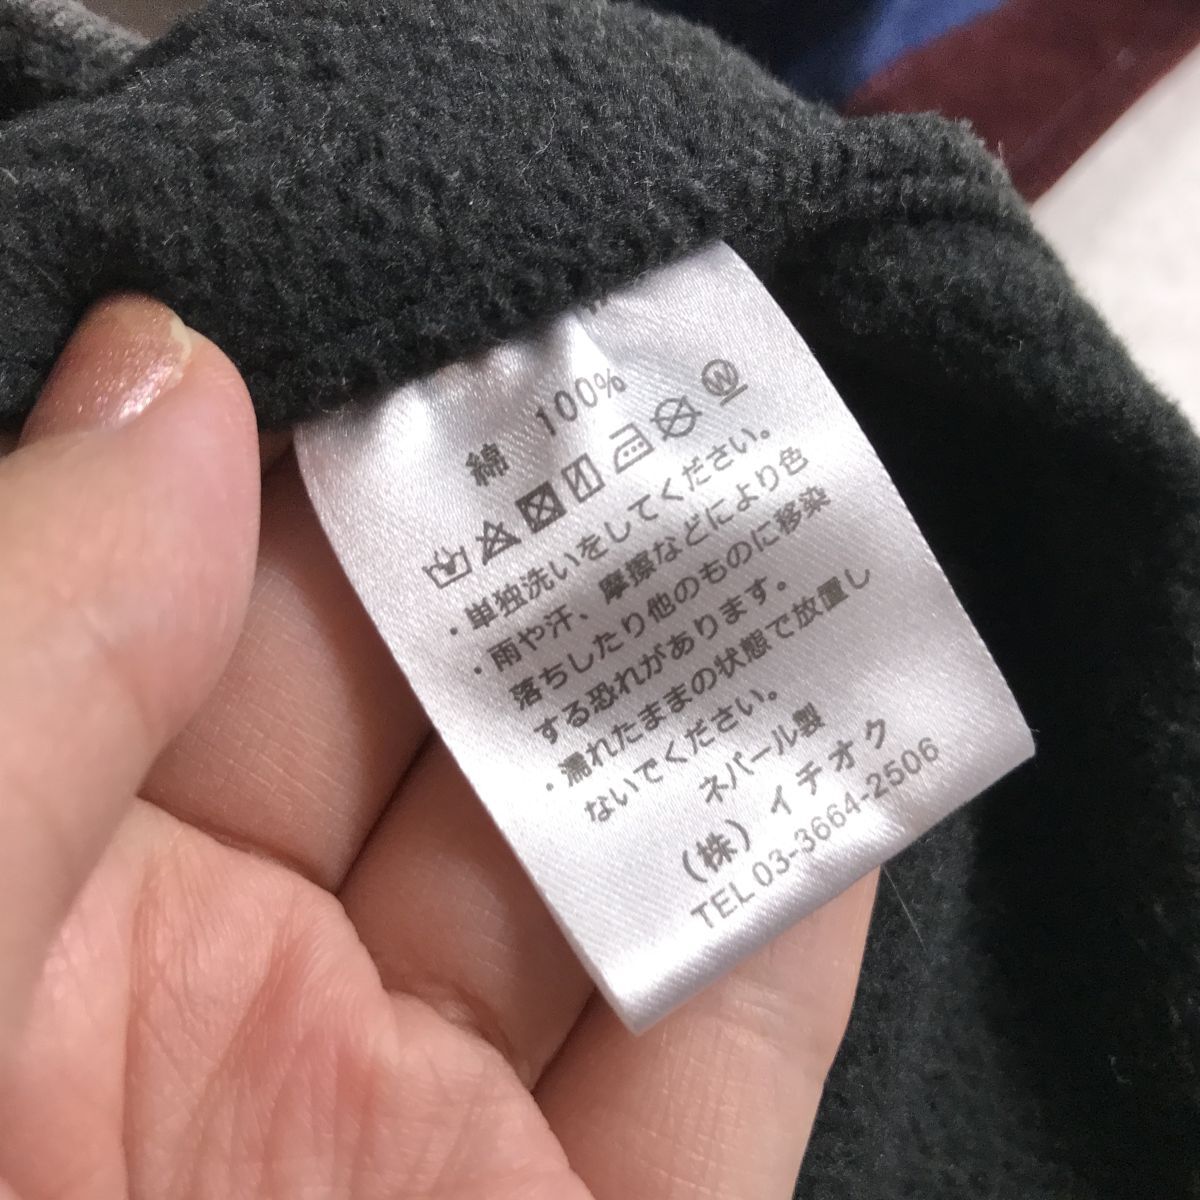 綿 100%
W
・単独洗いをしてください。
・雨や汗、摩擦などにより色
落ちしたり他のものに移染
する恐れがあります。
・濡れたままの状態で放置し
ないでください。
ネパール製
(株) イチオク
TEL 03-3664-2506